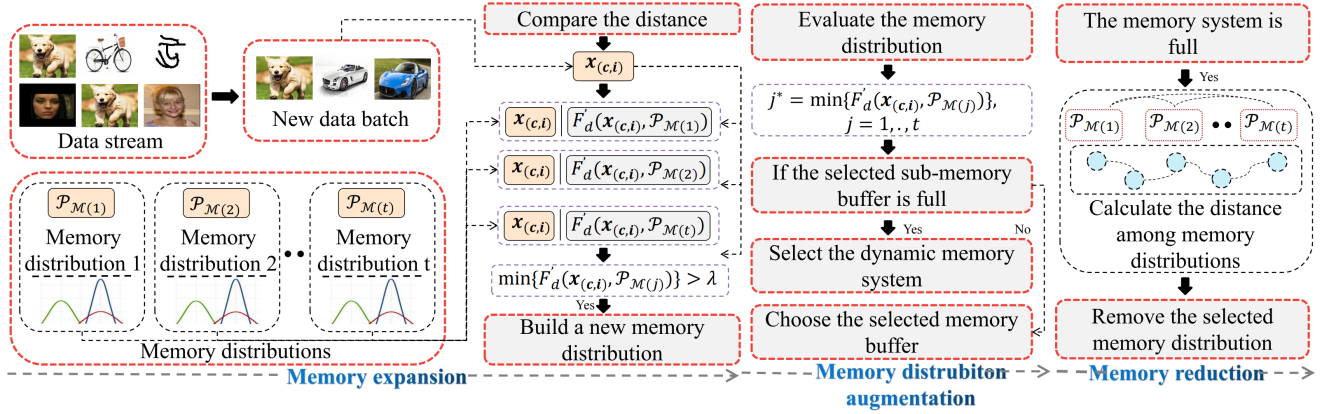 Data stream
New data batch
𝒫ℳ(1)
𝒫ℳ(2)
𝒫ℳ(t)
Memory
distribution 1
Memory
distribution 2
Memory
distribution t
Memory distributions
Compare the distance
x(c,i)
x(c,i) | F'd(x(c,i), 𝒫ℳ(1))
x(c,i) | F'd(x(c,i), 𝒫ℳ(2))
x(c,i) | F'd(x(c,i), 𝒫ℳ(t))
min{F'd(x(c,i), 𝒫ℳ(j))} > λ
Yes
Build a new memory
distribution
Memory expansion
Evaluate the memory
distribution
j* = min{F'd(x(c,i), 𝒫ℳ(j))},
j = 1,.,t
If the selected sub-memory
buffer is full
Yes
No
Select the dynamic memory
system
Choose the selected memory
buffer
Memory distrubiton
augmentation
The memory system is
full
Yes
𝒫ℳ(1)
𝒫ℳ(2)
𝒫ℳ(t)
Calculate the distance
among memory
distributions
Remove the selected
memory distribution
Memory reduction